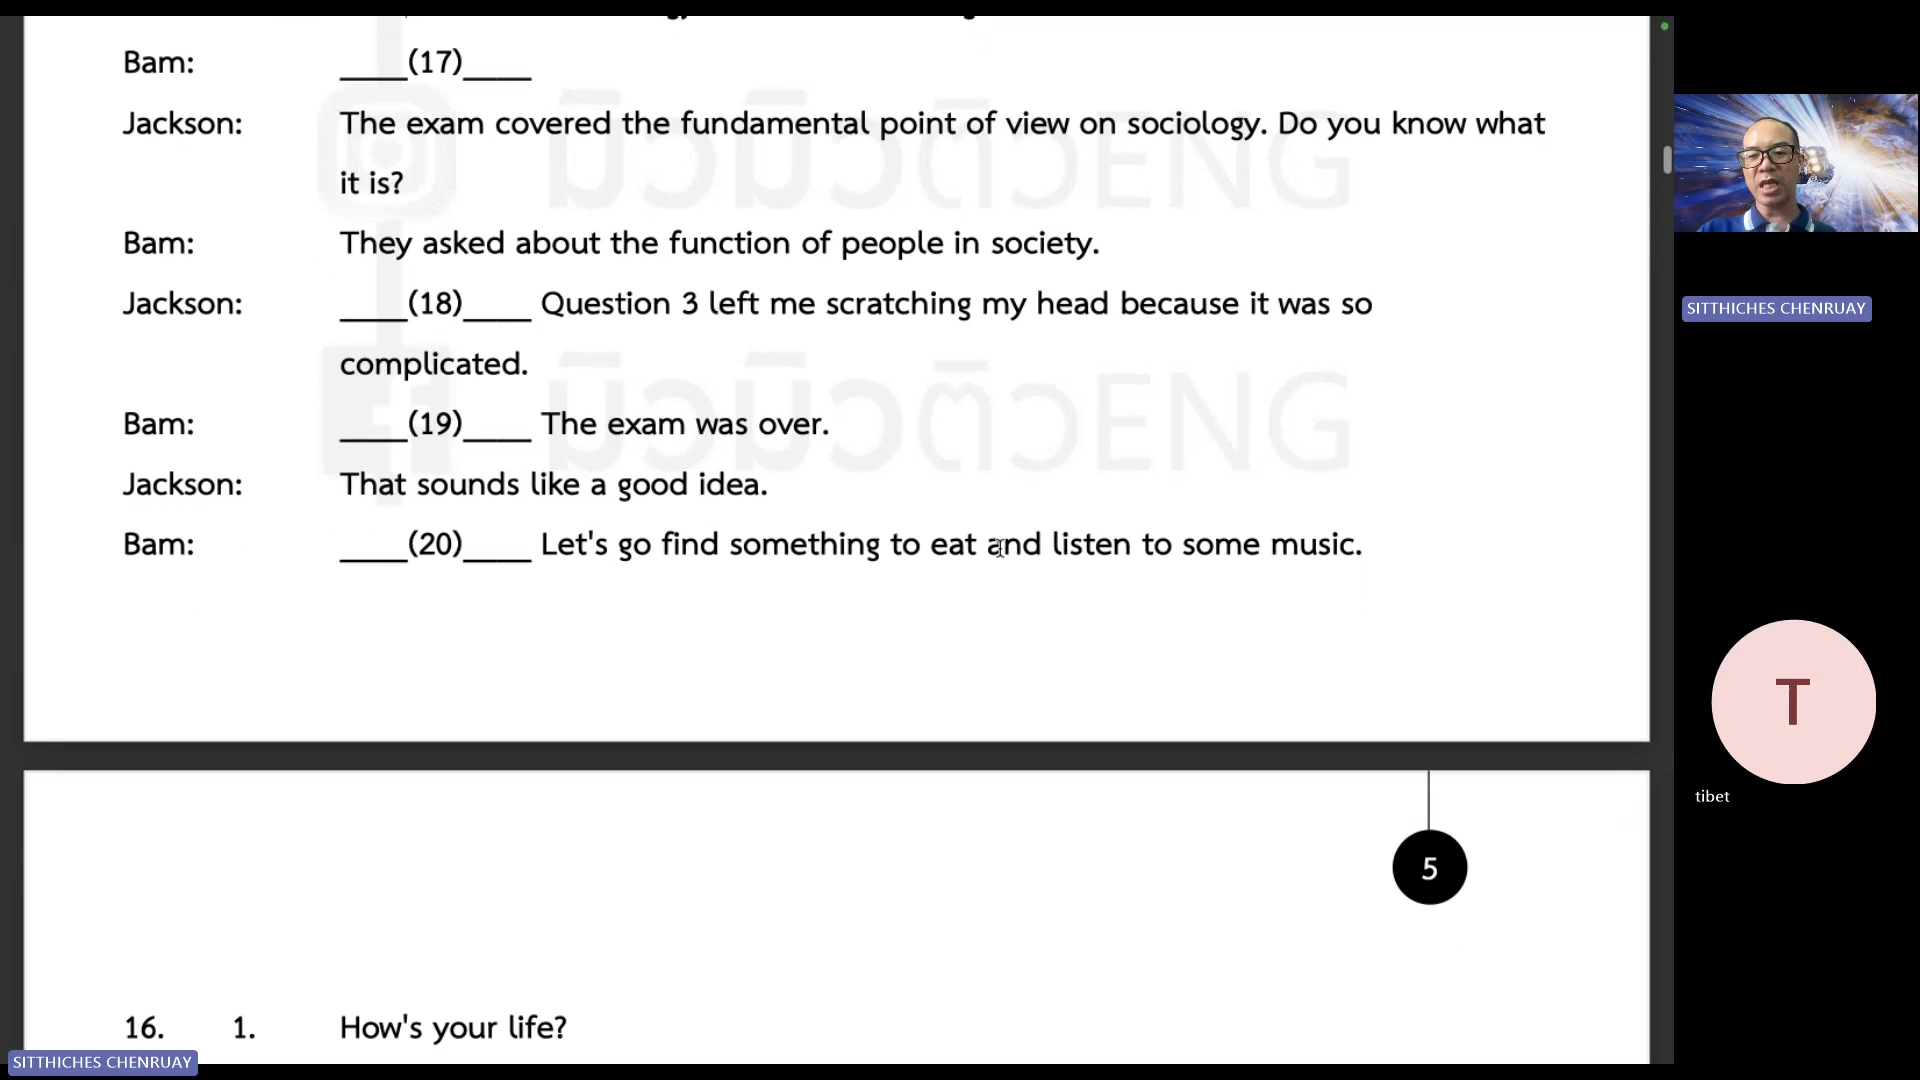 Bam: ____(17)____
Jackson: The exam covered the fundamental point of view on sociology. Do you know what
it is?
Bam: They asked about the function of people in society.
Jackson: ____(18)____ Question 3 left me scratching my head because it was so
complicated.
Bam: ____(19)____ The exam was over.
Jackson: That sounds like a good idea.
Bam: ____(20)____ Let's go find something to eat and listen to some music.
5
16. 1. How's your life?
SITTHICHES CHENRUAY
SITTHICHES CHENRUAY
T
tibet